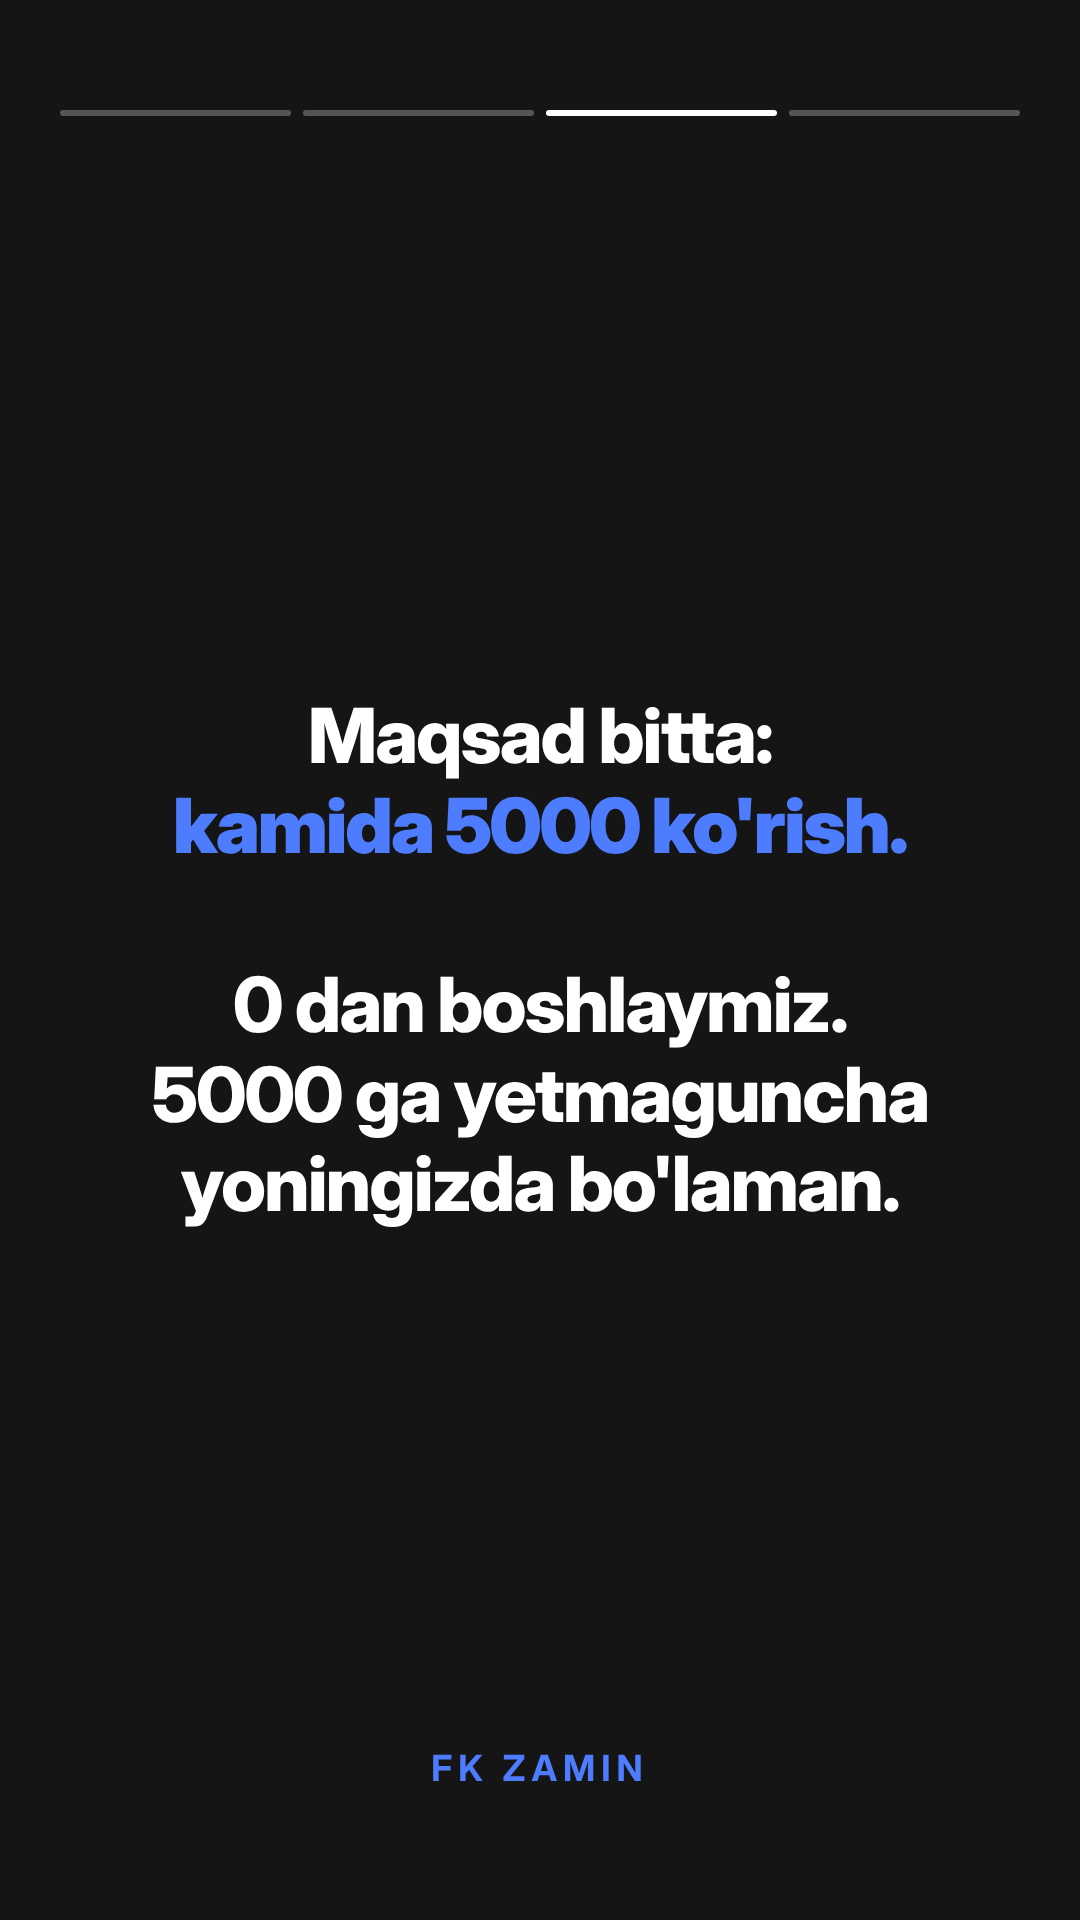 Maqsad bitta:
kamida 5000 ko'rish.
0 dan boshlaymiz.
5000 ga yetmaguncha
yoningizda bo'laman.
FK ZAMIN